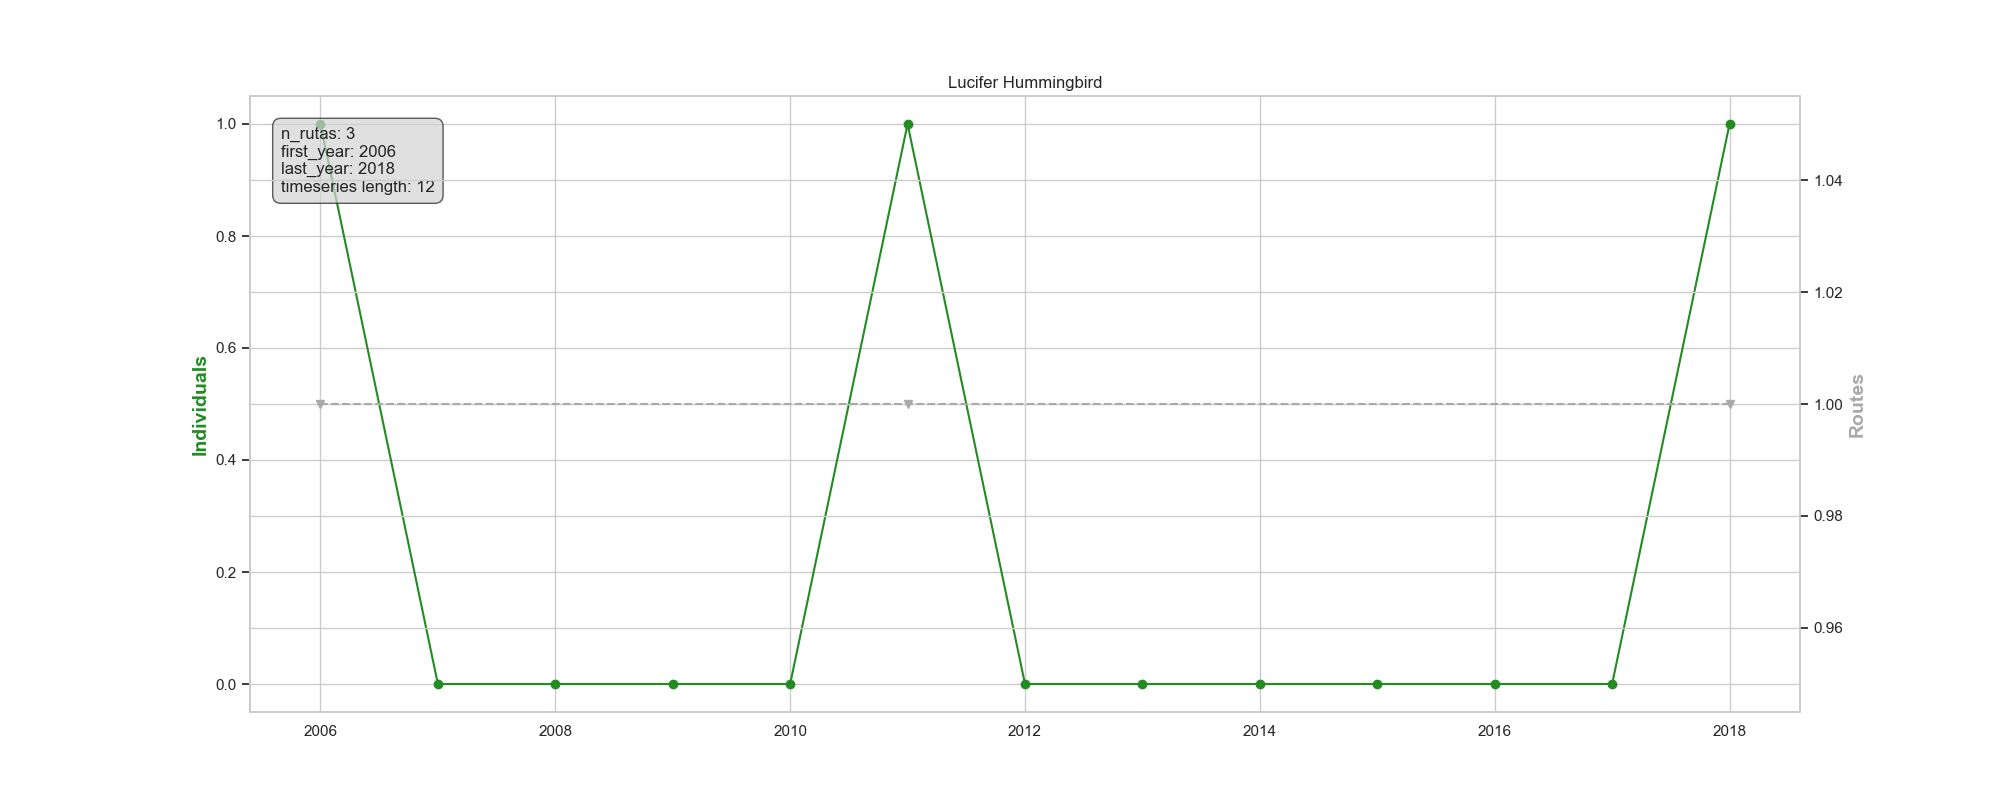 Lucifer Hummingbird
n_rutas: 3
first_year: 2006
last_year: 2018
timeseries length: 12
1.0
0.8
0.6
0.4
0.2
0.0
Individuals
1.04
1.02
1.00
0.98
0.96
Routes
2006 2008 2010 2012 2014 2016 2018